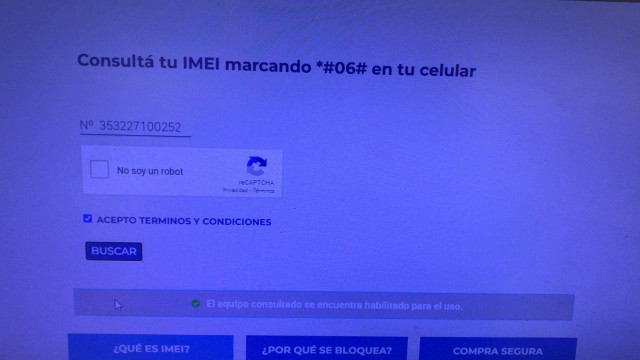 Consultá tu IMEI marcando *#06# en tu celular
Nº 353227100252
No soy un robot
reCAPTCHA
Privacidad - Términos
ACEPTO TERMINOS Y CONDICIONES
BUSCAR
El equipo consultado se encuentra habilitado para el uso.
¿QUÉ ES IMEI?
¿POR QUÉ SE BLOQUEA?
COMPRA SEGURA